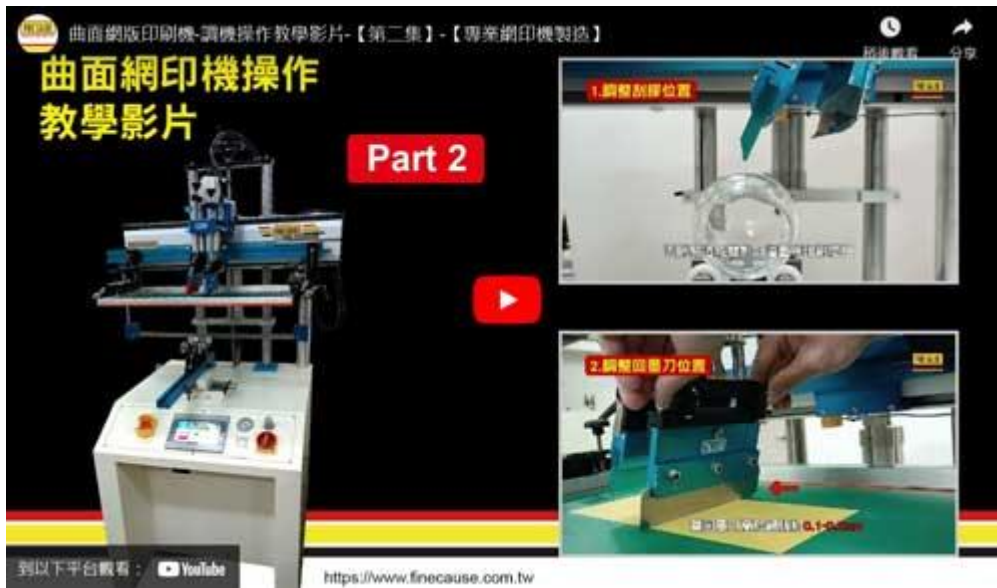 曲面網版印刷機-調機操作教學影片-【第二集】-【專業網印機製造】
稍後觀看
分享
曲面網印機操作
教學影片
Part 2
1.調整刮膠位置
2.調整回墨刀位置
到以下平台觀看：
YouTube
https://www.finecause.com.tw